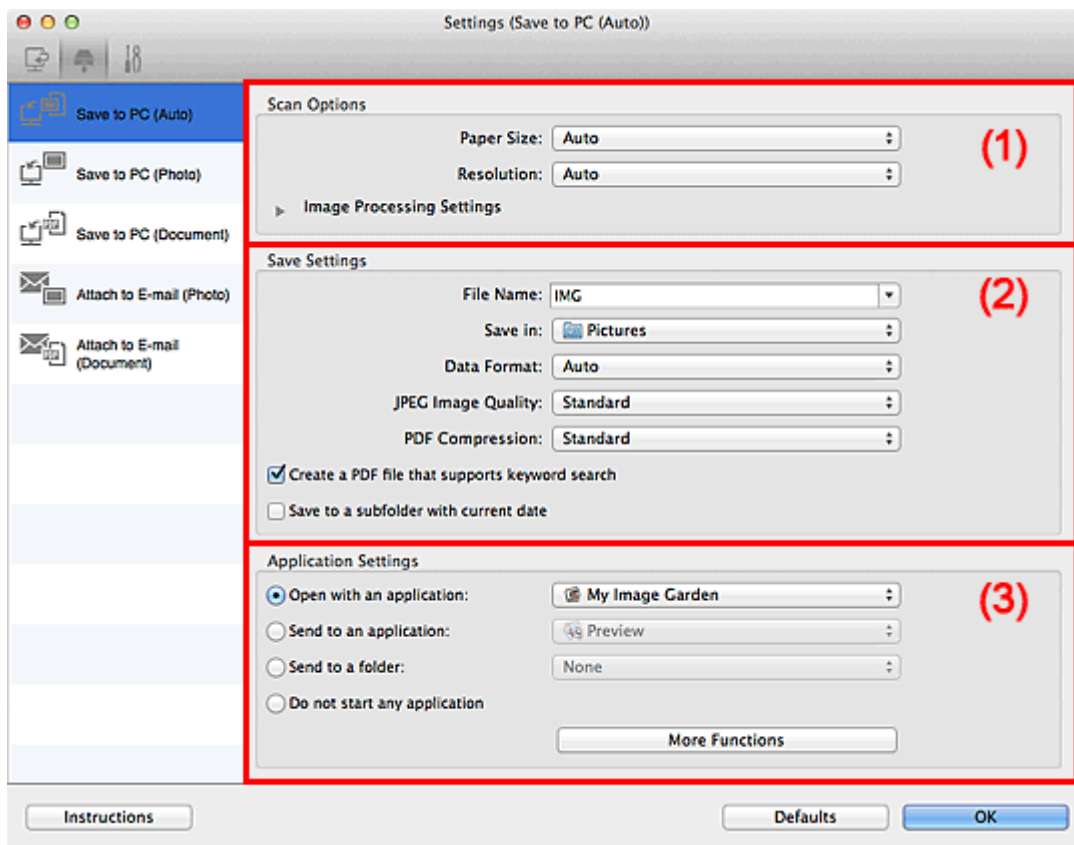 Settings (Save to PC (Auto))
Save to PC (Auto)
Save to PC (Photo)
Save to PC (Document)
Attach to E-mail (Photo)
Attach to E-mail
(Document)
Scan Options
(1)
Paper Size: Auto
Resolution: Auto
Image Processing Settings
Save Settings
(2)
File Name: IMG
Save in: Pictures
Data Format: Auto
JPEG Image Quality: Standard
PDF Compression: Standard
Create a PDF file that supports keyword search
Save to a subfolder with current date
Application Settings
(3)
Open with an application: My Image Garden
Send to an application: Preview
Send to a folder: None
Do not start any application
More Functions
Instructions
Defaults
OK